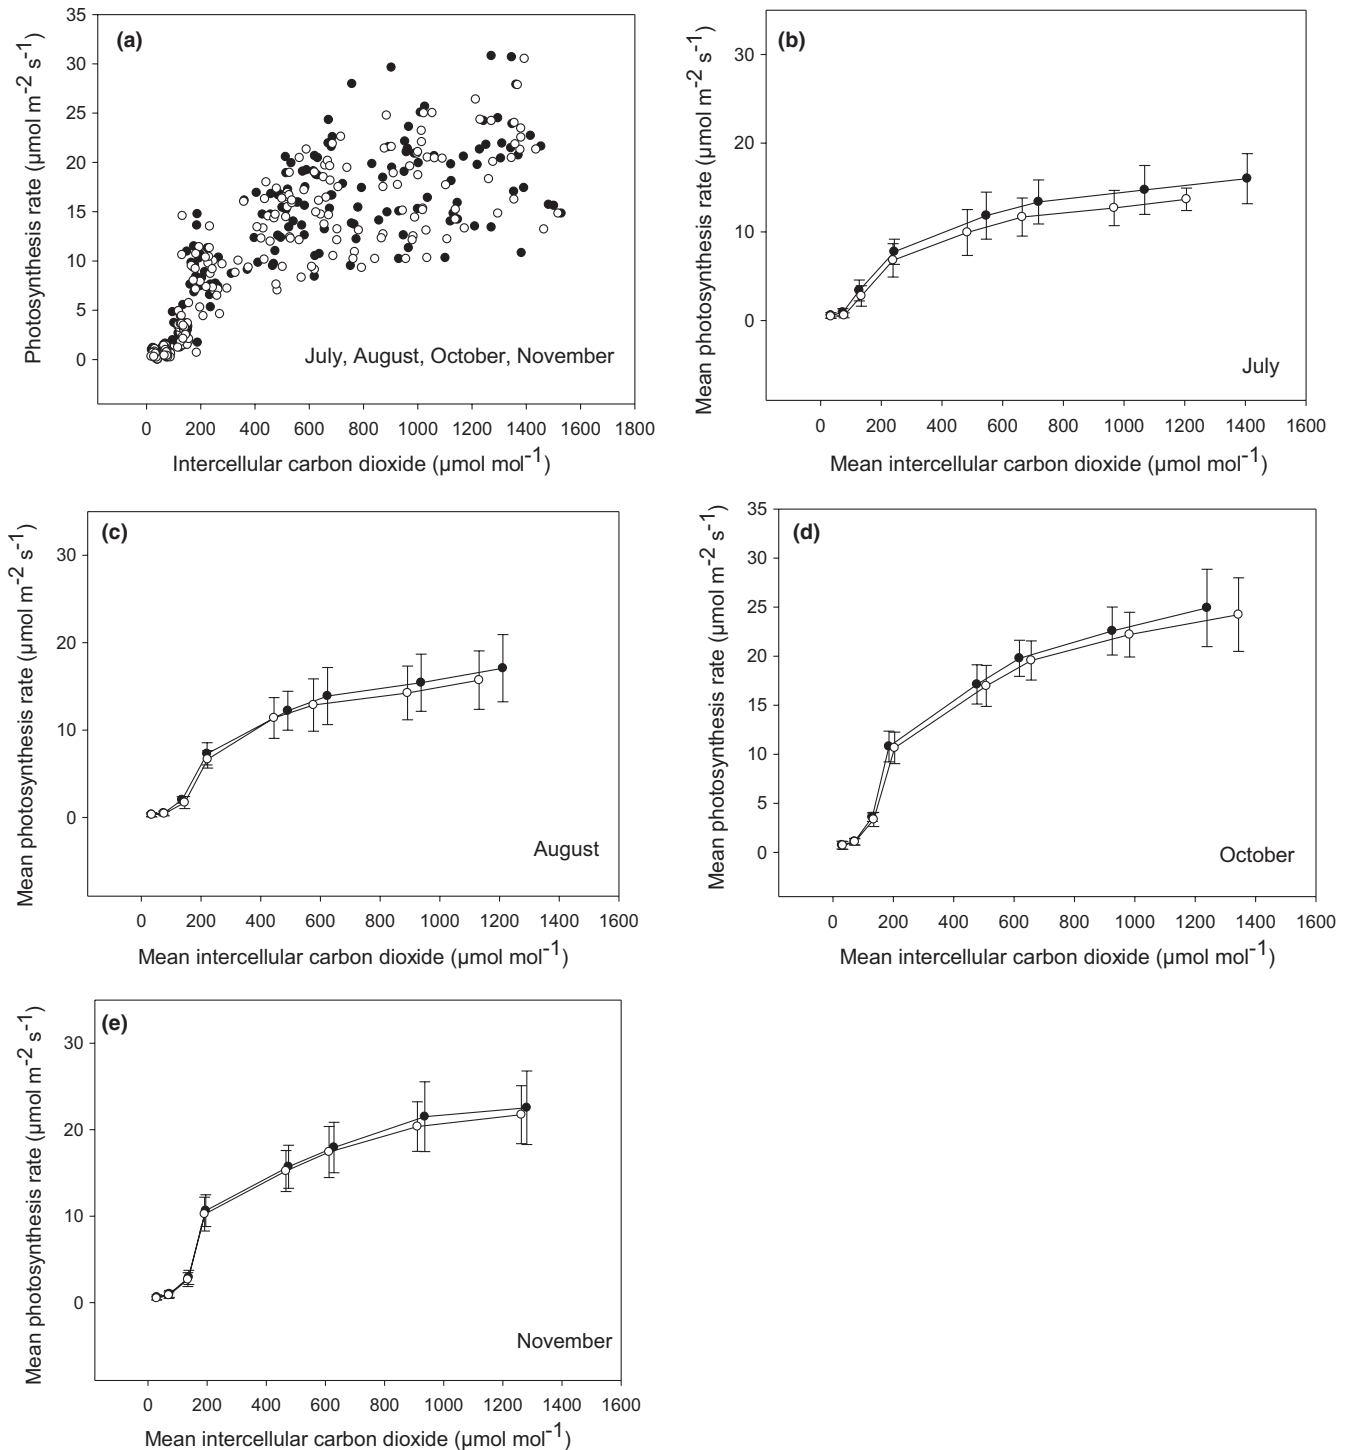 (a)
Photosynthesis rate (µmol m-2 s-1)
35
30
25
20
15
10
5
0
July, August, October, November
0 200 400 600 800 1000 1200 1400 1600 1800
Intercellular carbon dioxide (µmol mol-1)
(b)
Mean photosynthesis rate (µmol m-2 s-1)
30
20
10
0
July
0 200 400 600 800 1000 1200 1400 1600
Mean intercellular carbon dioxide (µmol mol-1)
(c)
Mean photosynthesis rate (µmol m-2 s-1)
30
20
10
0
August
0 200 400 600 800 1000 1200 1400 1600
Mean intercellular carbon dioxide (µmol mol-1)
(d)
Mean photosynthesis rate (µmol m-2 s-1)
35
30
25
20
15
10
5
0
October
0 200 400 600 800 1000 1200 1400 1600
Mean intercellular carbon dioxide (µmol mol-1)
(e)
Mean photosynthesis rate (µmol m-2 s-1)
30
20
10
0
November
0 200 400 600 800 1000 1200 1400 1600
Mean intercellular carbon dioxide (µmol mol-1)